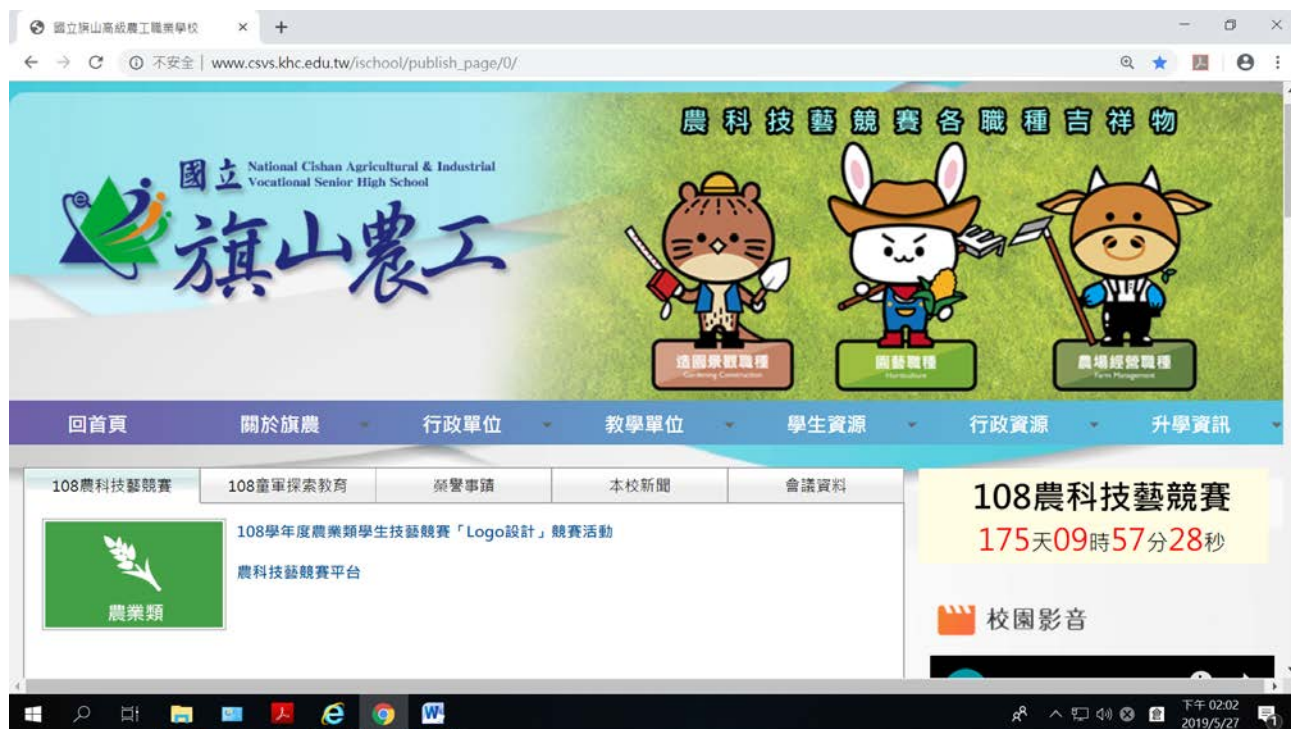 國立旗山高級農工職業學校
不安全 | www.csvs.khc.edu.tw/ischool/publish_page/0/
農科技藝競賽各職種吉祥物
國立 National Cishan Agricultural & Industrial
Vocational Senior High School
旗山農工
造園景觀職種
Gardening Construction
園藝職種
Horticulture
農場經營職種
Farm Management
回首頁 關於旗農 行政單位 教學單位 學生資源 行政資源 升學資訊
108農科技藝競賽 108童軍探索教育 榮譽事蹟 本校新聞 會議資料
108學年度農業類學生技藝競賽「Logo設計」競賽活動
農科技藝競賽平台
農業類
108農科技藝競賽
175天09時57分28秒
校園影音
下午 02:02
2019/5/27